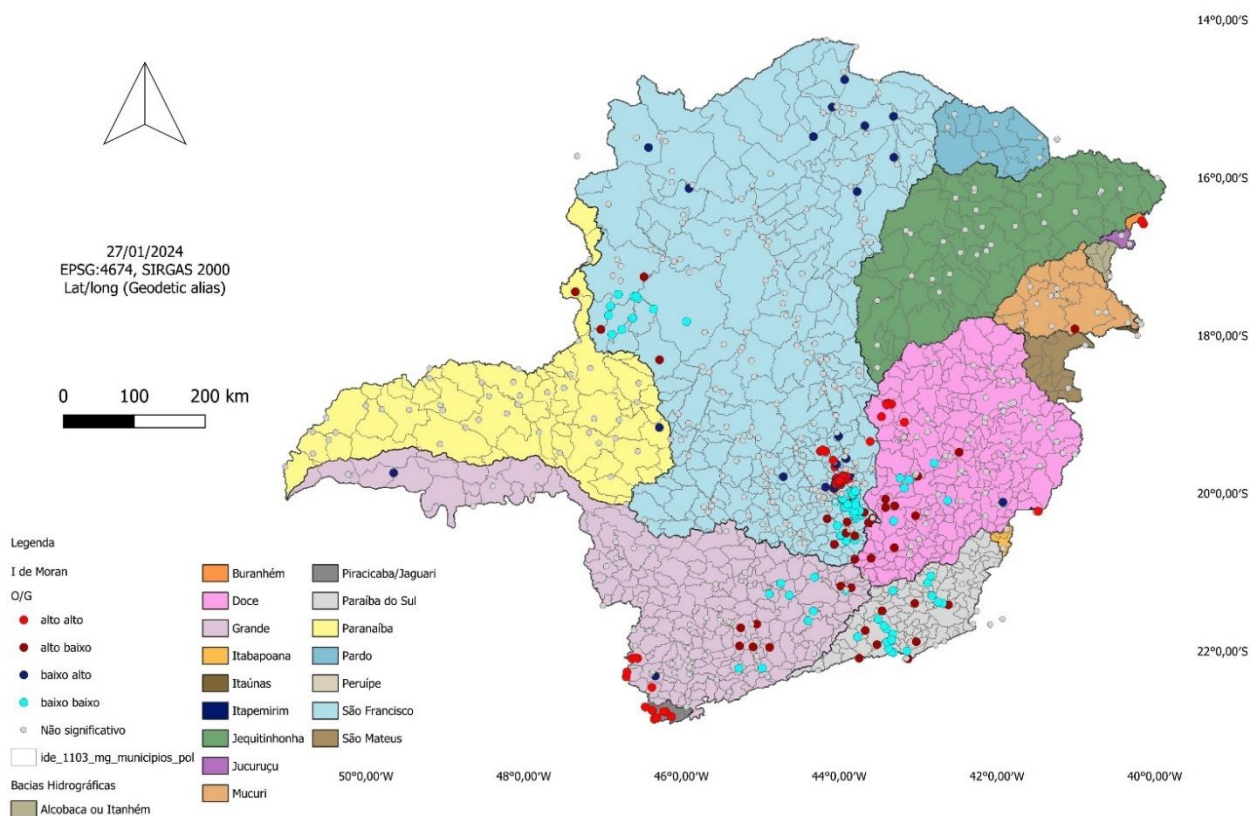 14°0,00'S
16°0,00'S
27/01/2024
EPSG:4674, SIRGAS 2000
Lat/long (Geodetic alias)
18°0,00'S
0 100 200 km
20°0,00'S
22°0,00'S
50°0,00'W 48°0,00'W 46°0,00'W 44°0,00'W 42°0,00'W 40°0,00'W
Legenda
I de Moran
O/G
alto alto
alto baixo
baixo alto
baixo baixo
Não significativo
ide_1103_mg_municipios_pol
Bacias Hidrográficas
Alcobaca ou Itanhém
Buranhém
Doce
Grande
Itabapoana
Itaúnas
Itapemirim
Jequitinhonha
Jucuruçu
Mucuri
Piracicaba/Jaguari
Paraíba do Sul
Paranaíba
Pardo
Peruípe
São Francisco
São Mateus